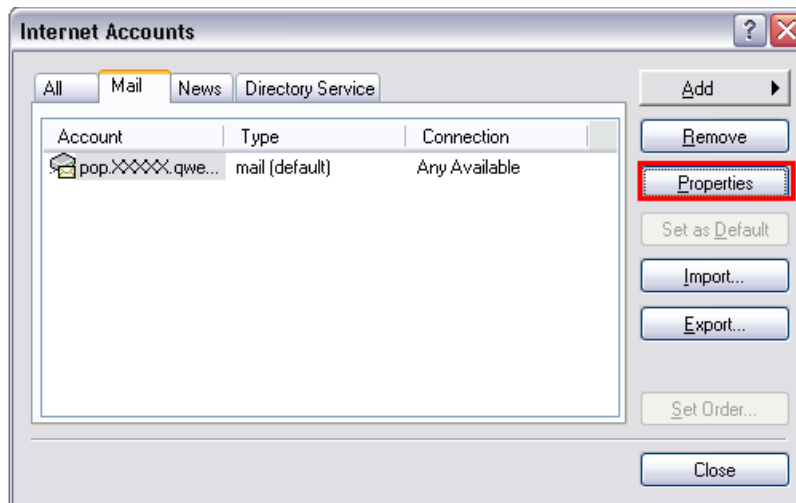 Internet Accounts
All Mail News Directory Service
Account Type Connection
pop.XXXXX.qwe... mail (default) Any Available
Add
Remove
Properties
Set as Default
Import...
Export...
Set Order...
Close